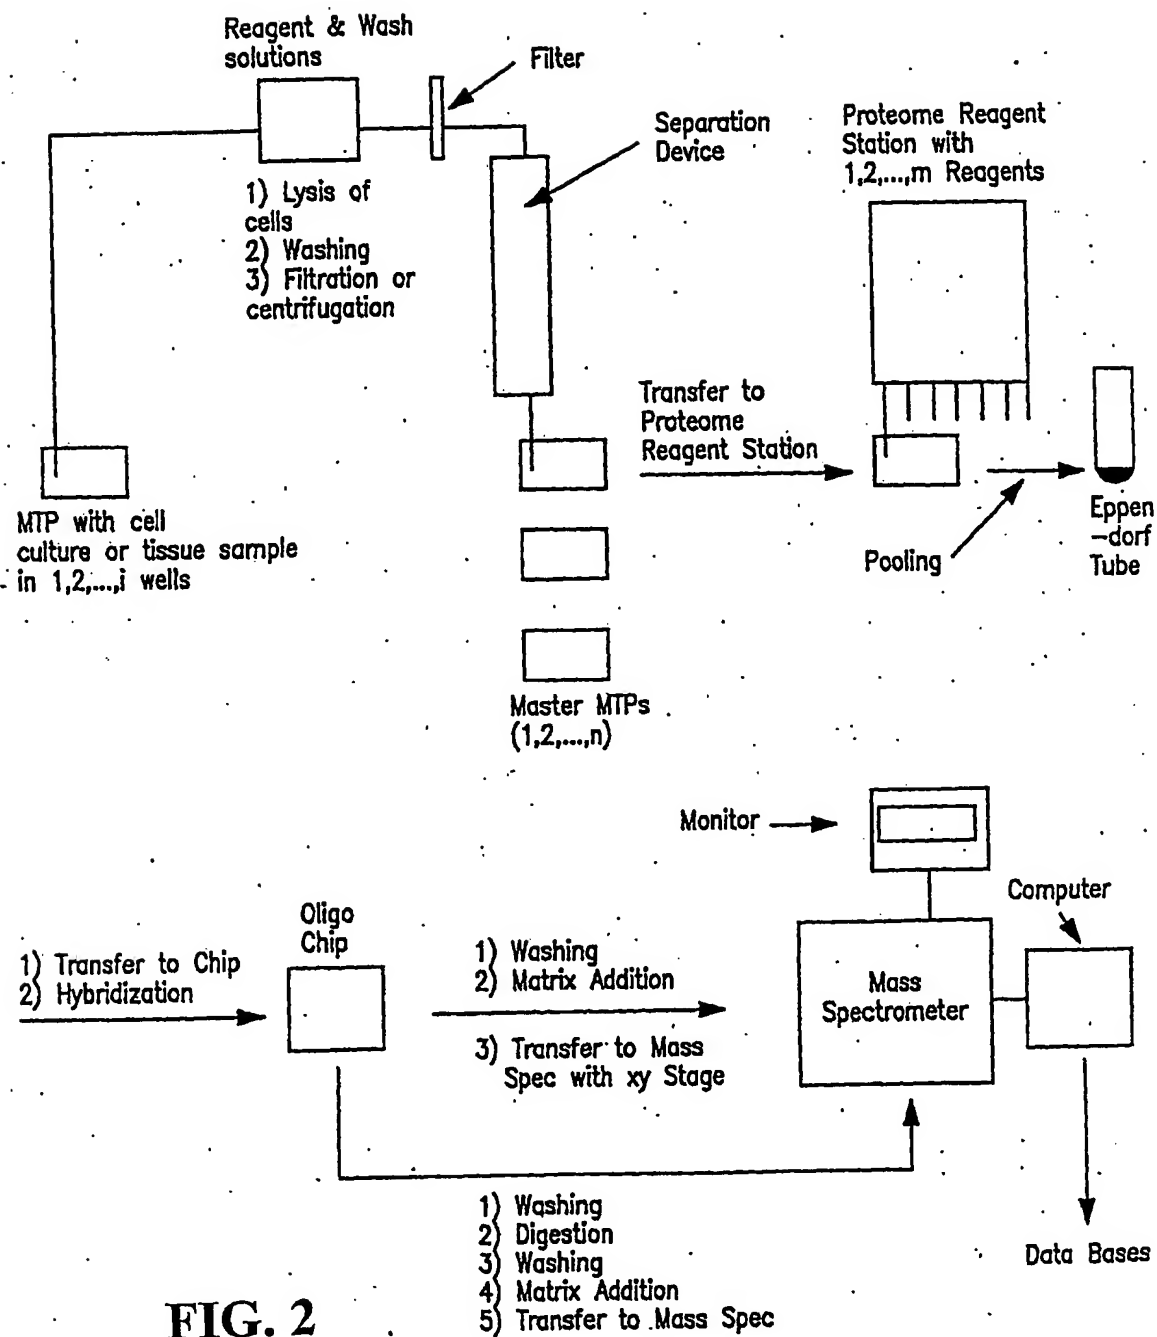 Reagent & Wash
solutions
Filter
Separation
Device
Proteome Reagent
Station with
1,2,...,m Reagents
1) Lysis of
cells
2) Washing
3) Filtration or
centrifugation
Transfer to
Proteome
Reagent Station
MTP with cell
culture or tissue sample
in 1,2,...,i wells
Pooling
Eppen
-dorf
Tube
Master MTPs
(1,2,...,n)
Monitor
Computer
Oligo
Chip
1) Transfer to Chip
2) Hybridization
1) Washing
2) Matrix Addition
3) Transfer to Mass
Spec with xy Stage
Mass
Spectrometer
1) Washing
2) Digestion
3) Washing
4) Matrix Addition
5) Transfer to Mass Spec
Data Bases
FIG. 2